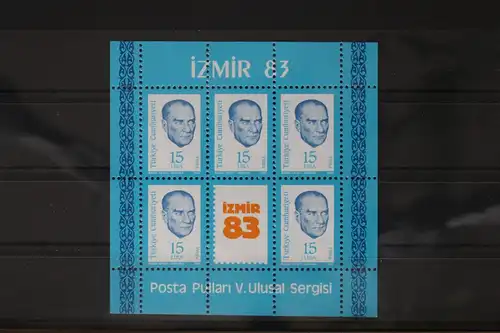 İZMİR 83
Türkiye Cumhuriyeti
15
LİRA
Türkiye Cumhuriyeti
15
LİRA
Türkiye Cumhuriyeti
15
LİRA
Türkiye Cumhuriyeti
15
LİRA
İZMİR
83
Türkiye Cumhuriyeti
15
LİRA
Posta Pulları V. Ulusal Sergisi